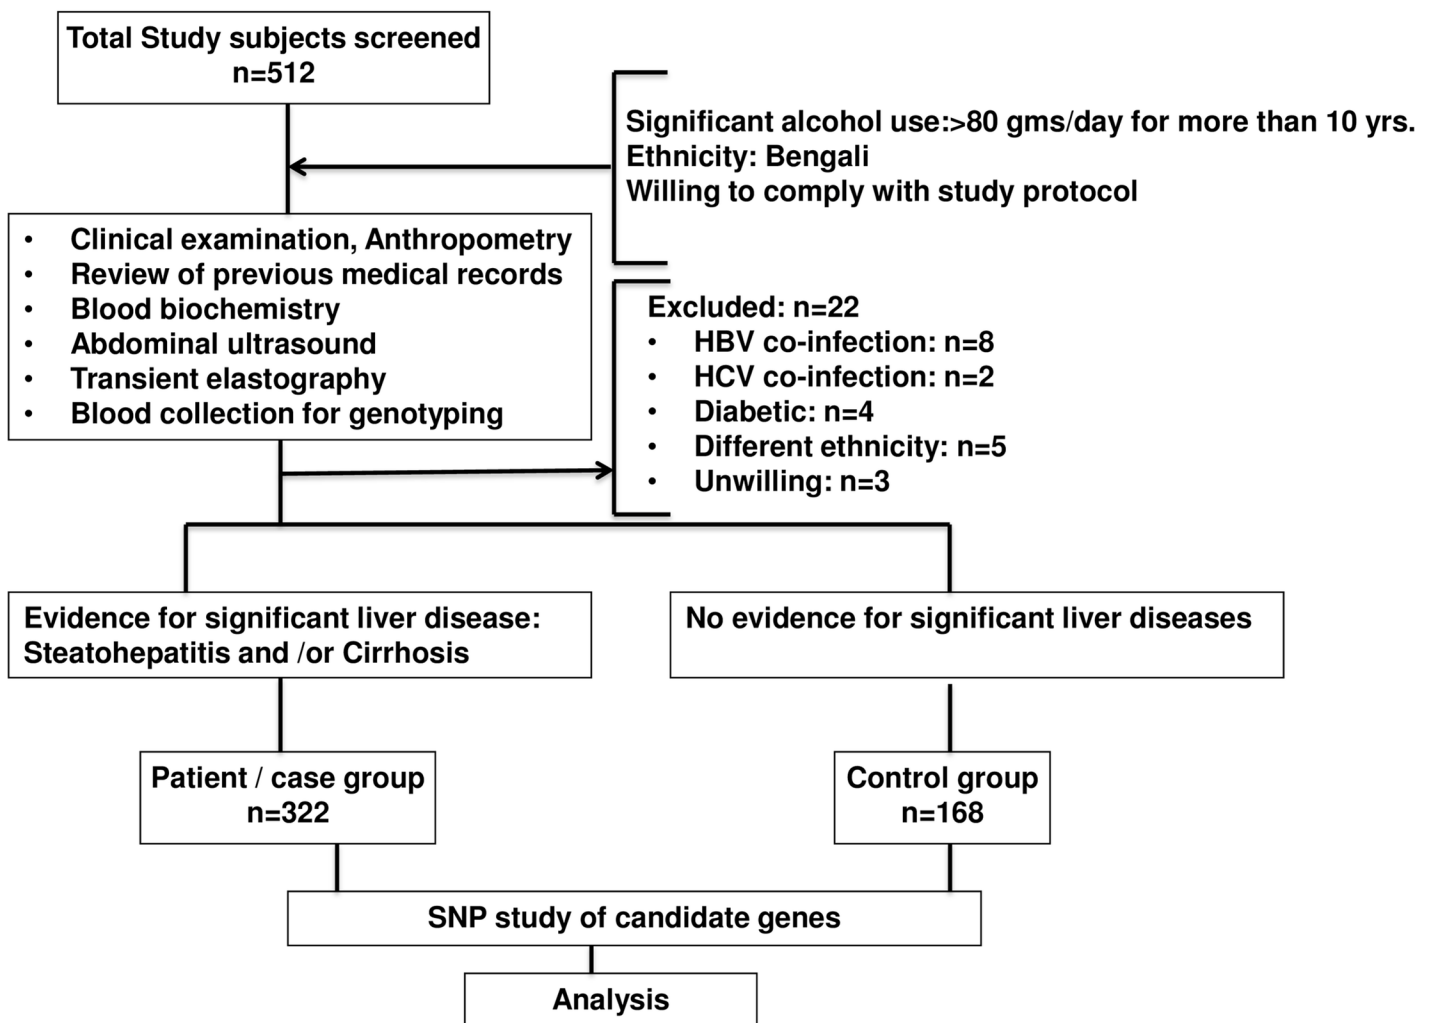 Total Study subjects screened
n=512
Significant alcohol use:>80 gms/day for more than 10 yrs.
Ethnicity: Bengali
Willing to comply with study protocol
• Clinical examination, Anthropometry
• Review of previous medical records
• Blood biochemistry
• Abdominal ultrasound
• Transient elastography
• Blood collection for genotyping
Excluded: n=22
• HBV co-infection: n=8
• HCV co-infection: n=2
• Diabetic: n=4
• Different ethnicity: n=5
• Unwilling: n=3
Evidence for significant liver disease:
Steatohepatitis and /or Cirrhosis
No evidence for significant liver diseases
Patient / case group
n=322
Control group
n=168
SNP study of candidate genes
Analysis